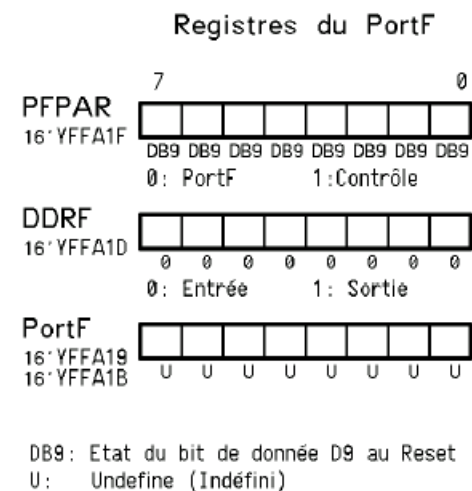 Registres du PortF
7 0
PFPAR
16'YFFA1F
DB9 DB9 DB9 DB9 DB9 DB9 DB9 DB9
0: PortF 1:Contrôle
DDRF
16'YFFA1D
0 0 0 0 0 0 0 0
0: Entrée 1: Sortie
PortF
16'YFFA19
16'YFFA1B
U U U U U U U U
DB9: Etat du bit de donnée D9 au Reset
U: Undefine (Indéfini)